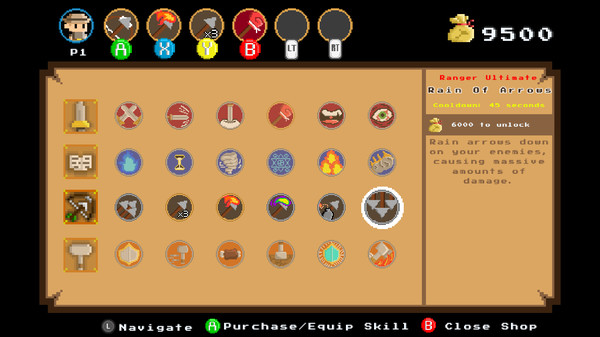 P1
A
X
Y
x3
B
LT
RT
9500
Ranger Ultimate
Rain Of Arrows
Cooldown: 45 seconds
6000 to unlock
Rain arrows down
on your enemies,
causing massive
amounts of
damage.
x3
L Navigate A Purchase/Equip Skill B Close Shop